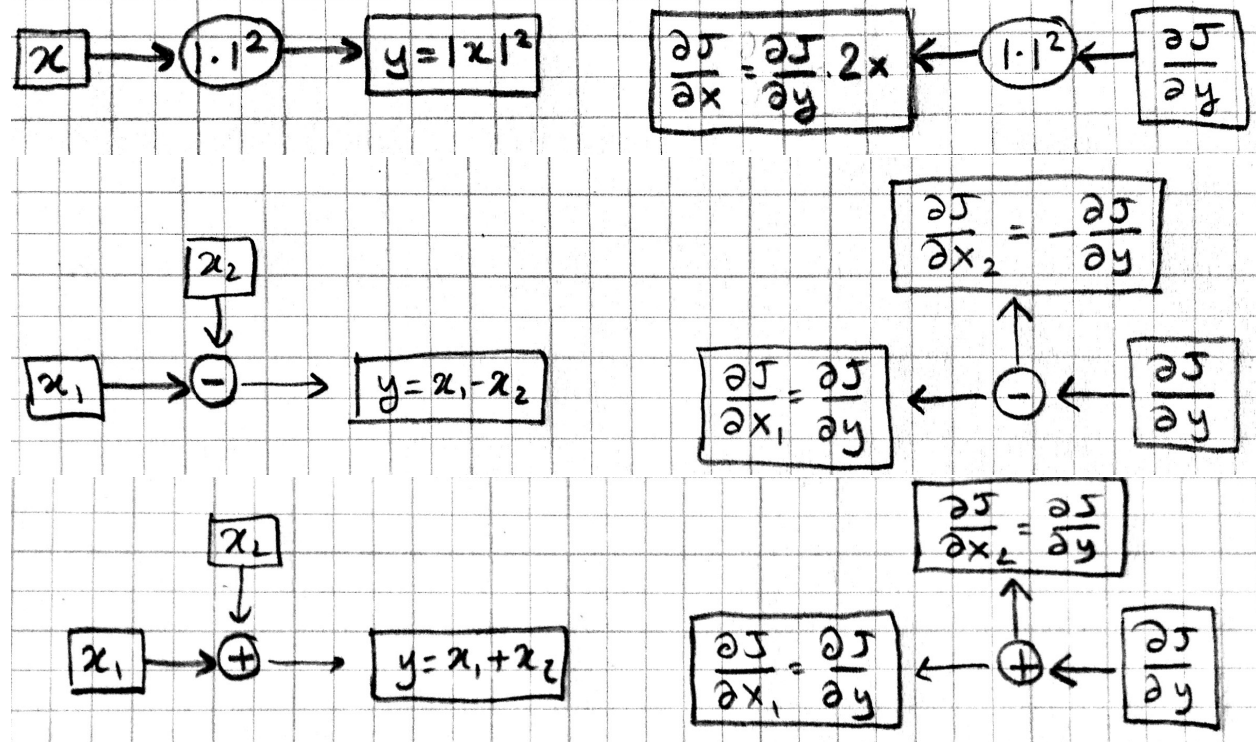 x → |·|² → y = |x|²
∂J/∂x = ∂J/∂y · 2x ← |·|² ← ∂J/∂y
x₂
x₁ → − → y = x₁ - x₂
∂J/∂x₂ = -∂J/∂y
∂J/∂x₁ = ∂J/∂y ← − ← ∂J/∂y
x₂
x₁ → + → y = x₁ + x₂
∂J/∂x₂ = ∂J/∂y
∂J/∂x₁ = ∂J/∂y ← + ← ∂J/∂y